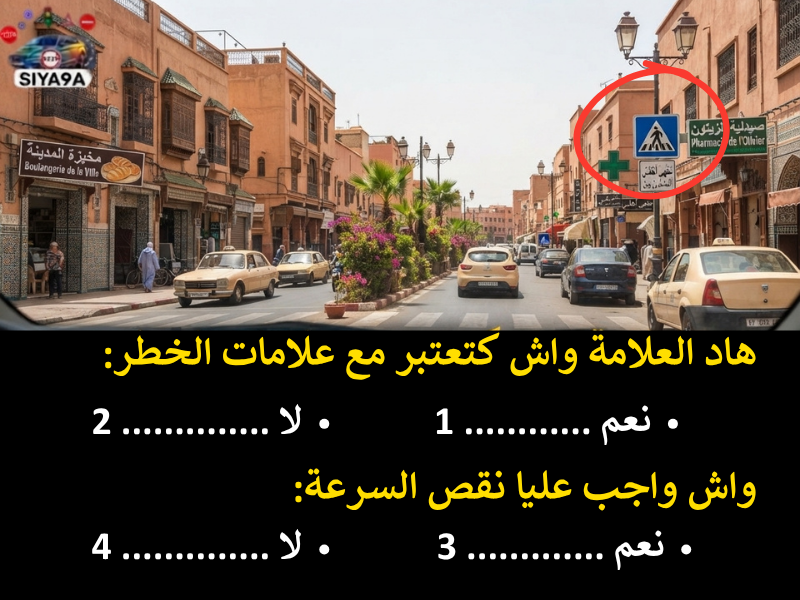 SIYA9A
مخبزة المدينة
Boulangerie de la Ville
صيدلية الزيتون
Pharmacie de l'Olivier
هاد العلامة واش كتعتبر مع علامات الخطر:
• نعم ............ 1 • لا .............. 2
واش واجب عليا نقص السرعة:
• نعم ............. 3 • لا .............. 4